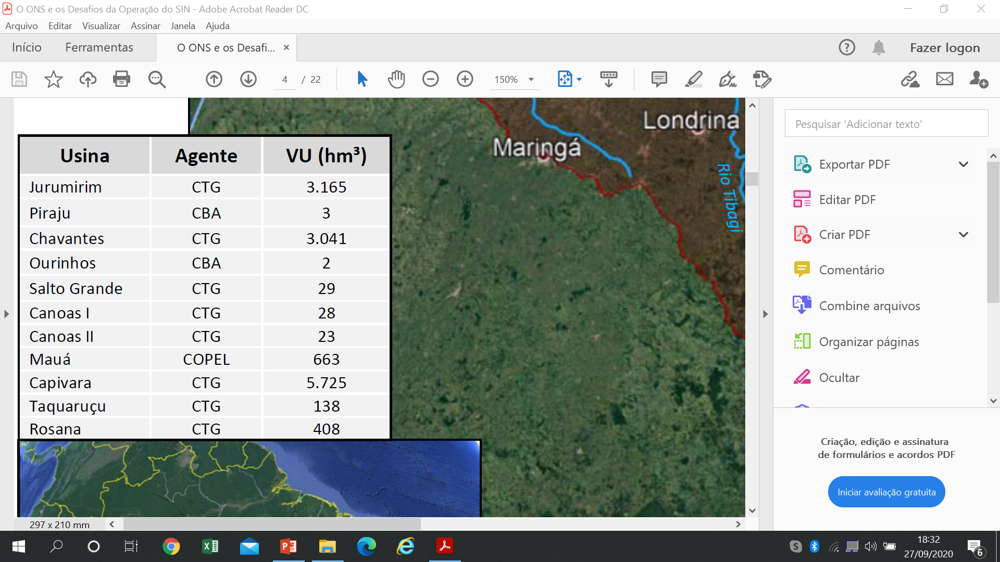 O ONS e os Desafios da Operação do SIN - Adobe Acrobat Reader DC
Arquivo Editar Visualizar Assinar Janela Ajuda
Início Ferramentas O ONS e os Desafi... × Fazer logon
4 / 22 150%
Londrina
Maringá
Rio Tibagi
Usina Agente VU (hm³)
Jurumirim CTG 3.165
Piraju CBA 3
Chavantes CTG 3.041
Ourinhos CBA 2
Salto Grande CTG 29
Canoas I CTG 28
Canoas II CTG 23
Mauá COPEL 663
Capivara CTG 5.725
Taquaruçu CTG 138
Rosana CTG 408
297 x 210 mm
Pesquisar 'Adicionar texto'
Exportar PDF
Editar PDF
Criar PDF
Comentário
Combine arquivos
Organizar páginas
Ocultar
Criação, edição e assinatura
de formulários e acordos PDF
Iniciar avaliação gratuita
18:32
27/09/2020
6